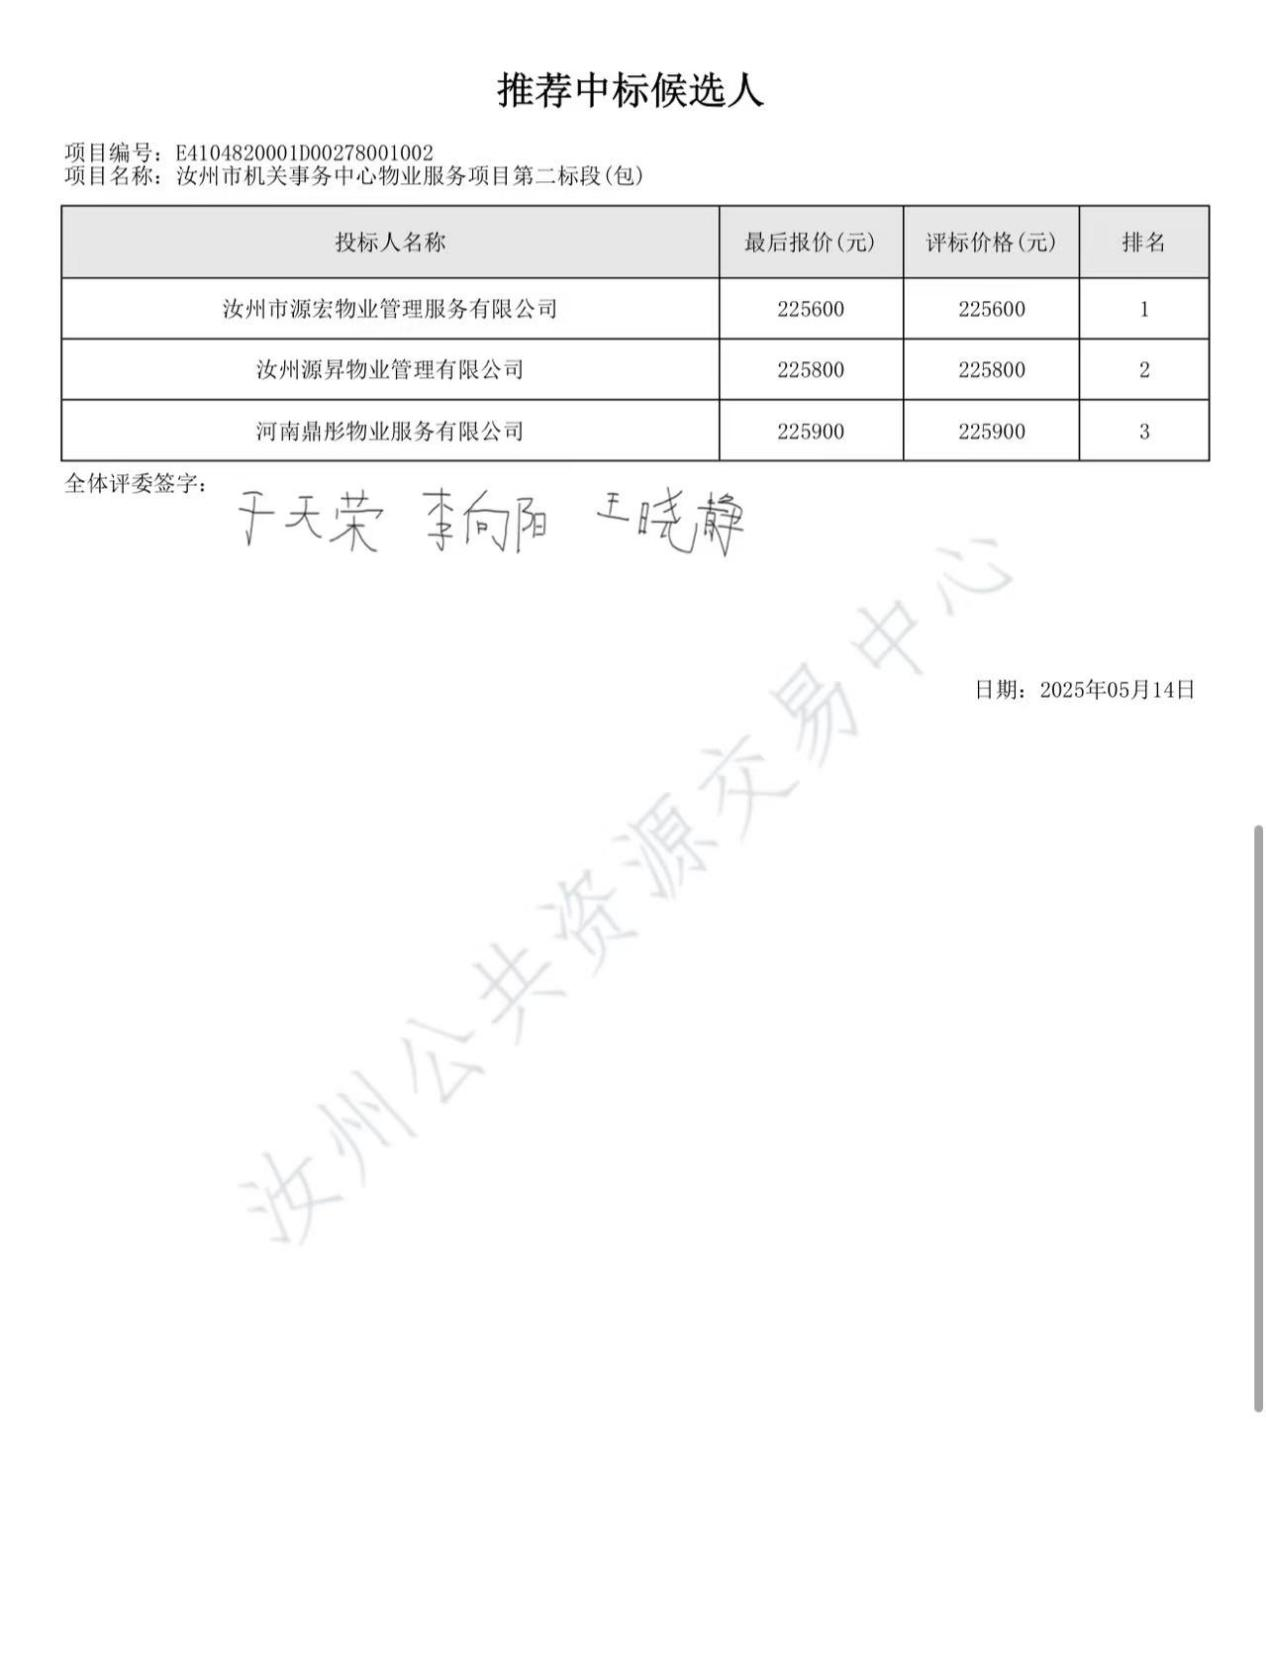 推荐中标候选人
项目编号：E4104820001D00278001002
项目名称：汝州市机关事务中心物业服务项目第二标段(包)
投标人名称 最后报价(元) 评标价格(元) 排名
汝州市源宏物业管理服务有限公司 225600 225600 1
汝州源昇物业管理有限公司 225800 225800 2
河南鼎彤物业服务有限公司 225900 225900 3
全体评委签字：
于天荣 李向阳 王晓静
日期：2025年05月14日
汝州公共资源交易中心